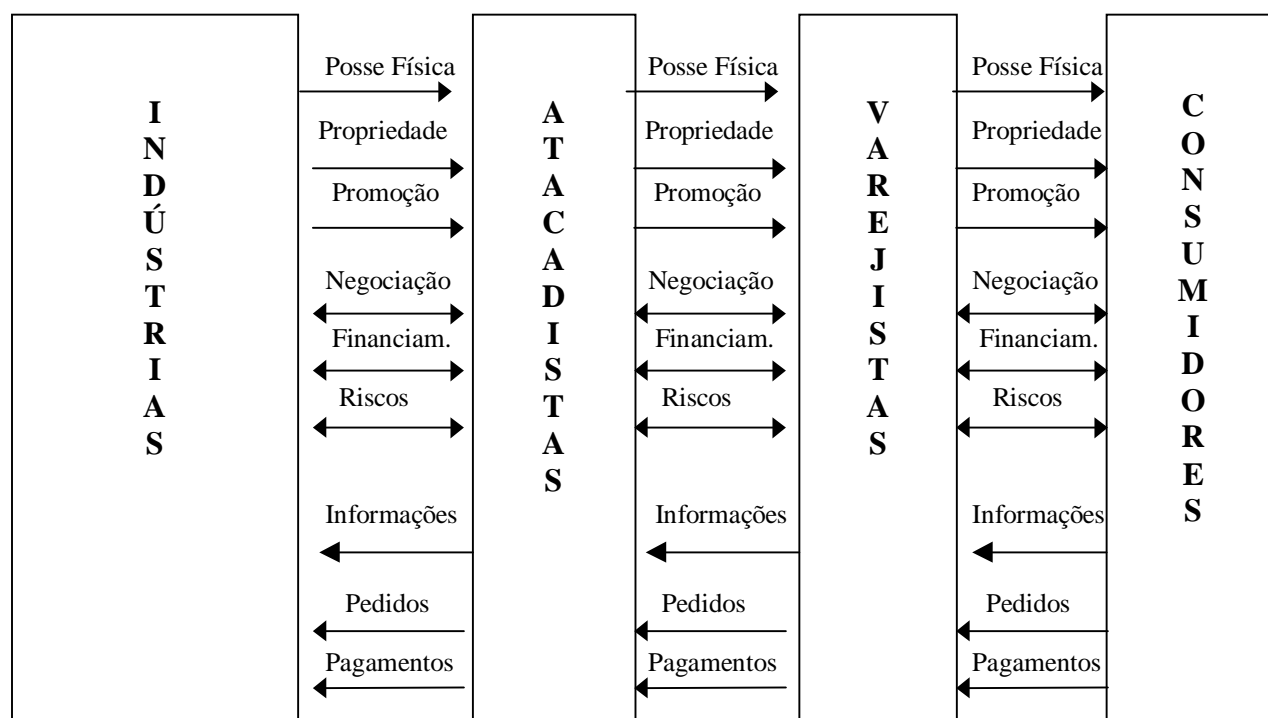 INDÚSTRIAS
Posse Física
Propriedade
Promoção
Negociação
Financiam.
Riscos
Informações
Pedidos
Pagamentos
ATACADISTAS
Posse Física
Propriedade
Promoção
Negociação
Financiam.
Riscos
Informações
Pedidos
Pagamentos
VAREJISTAS
Posse Física
Propriedade
Promoção
Negociação
Financiam.
Riscos
Informações
Pedidos
Pagamentos
CONSUMIDORES